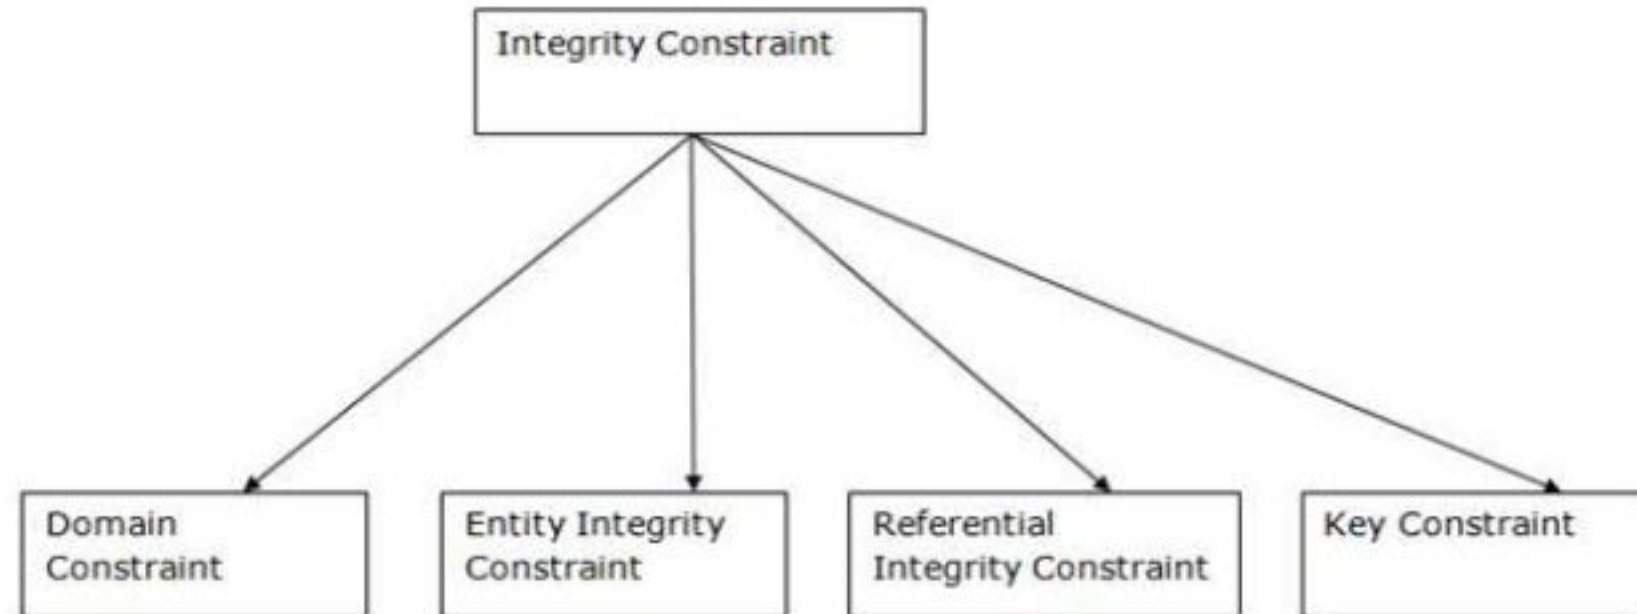 Integrity Constraint
Domain
Constraint
Entity Integrity
Constraint
Referential
Integrity Constraint
Key Constraint